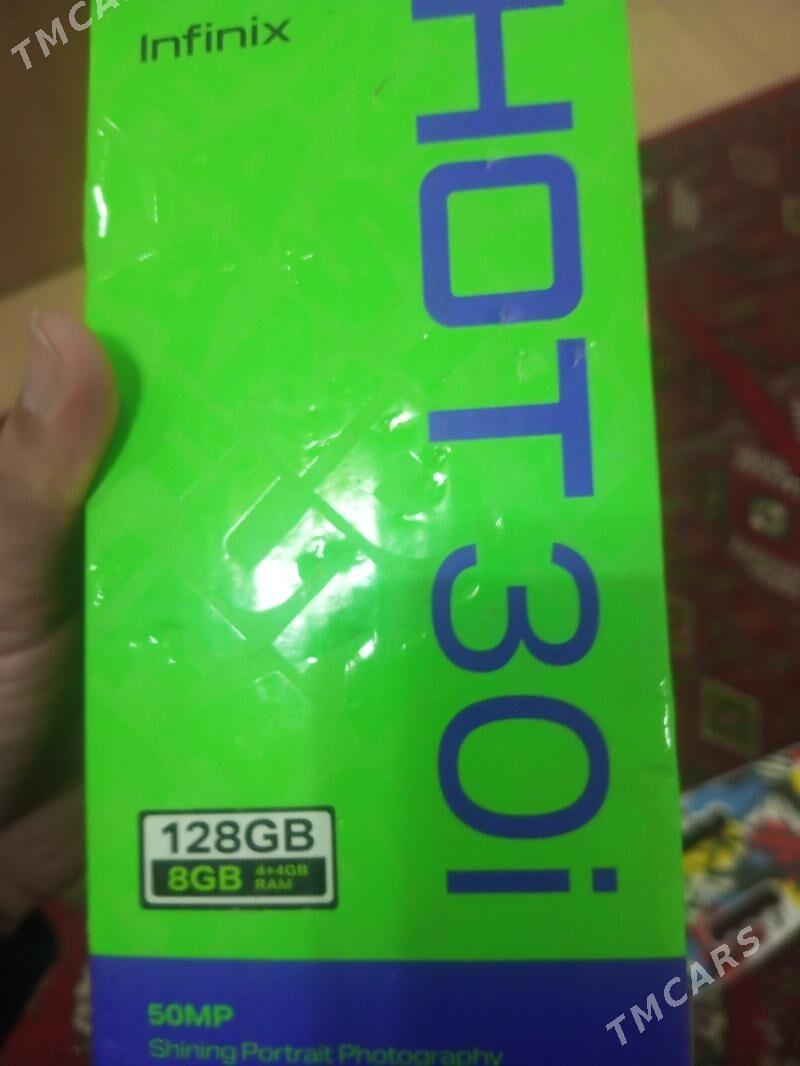 TMCARS
Infinix
HOT 30i
128GB
8GB 4+4GB RAM
50MP
Shining Portrait Photography
TMCARS